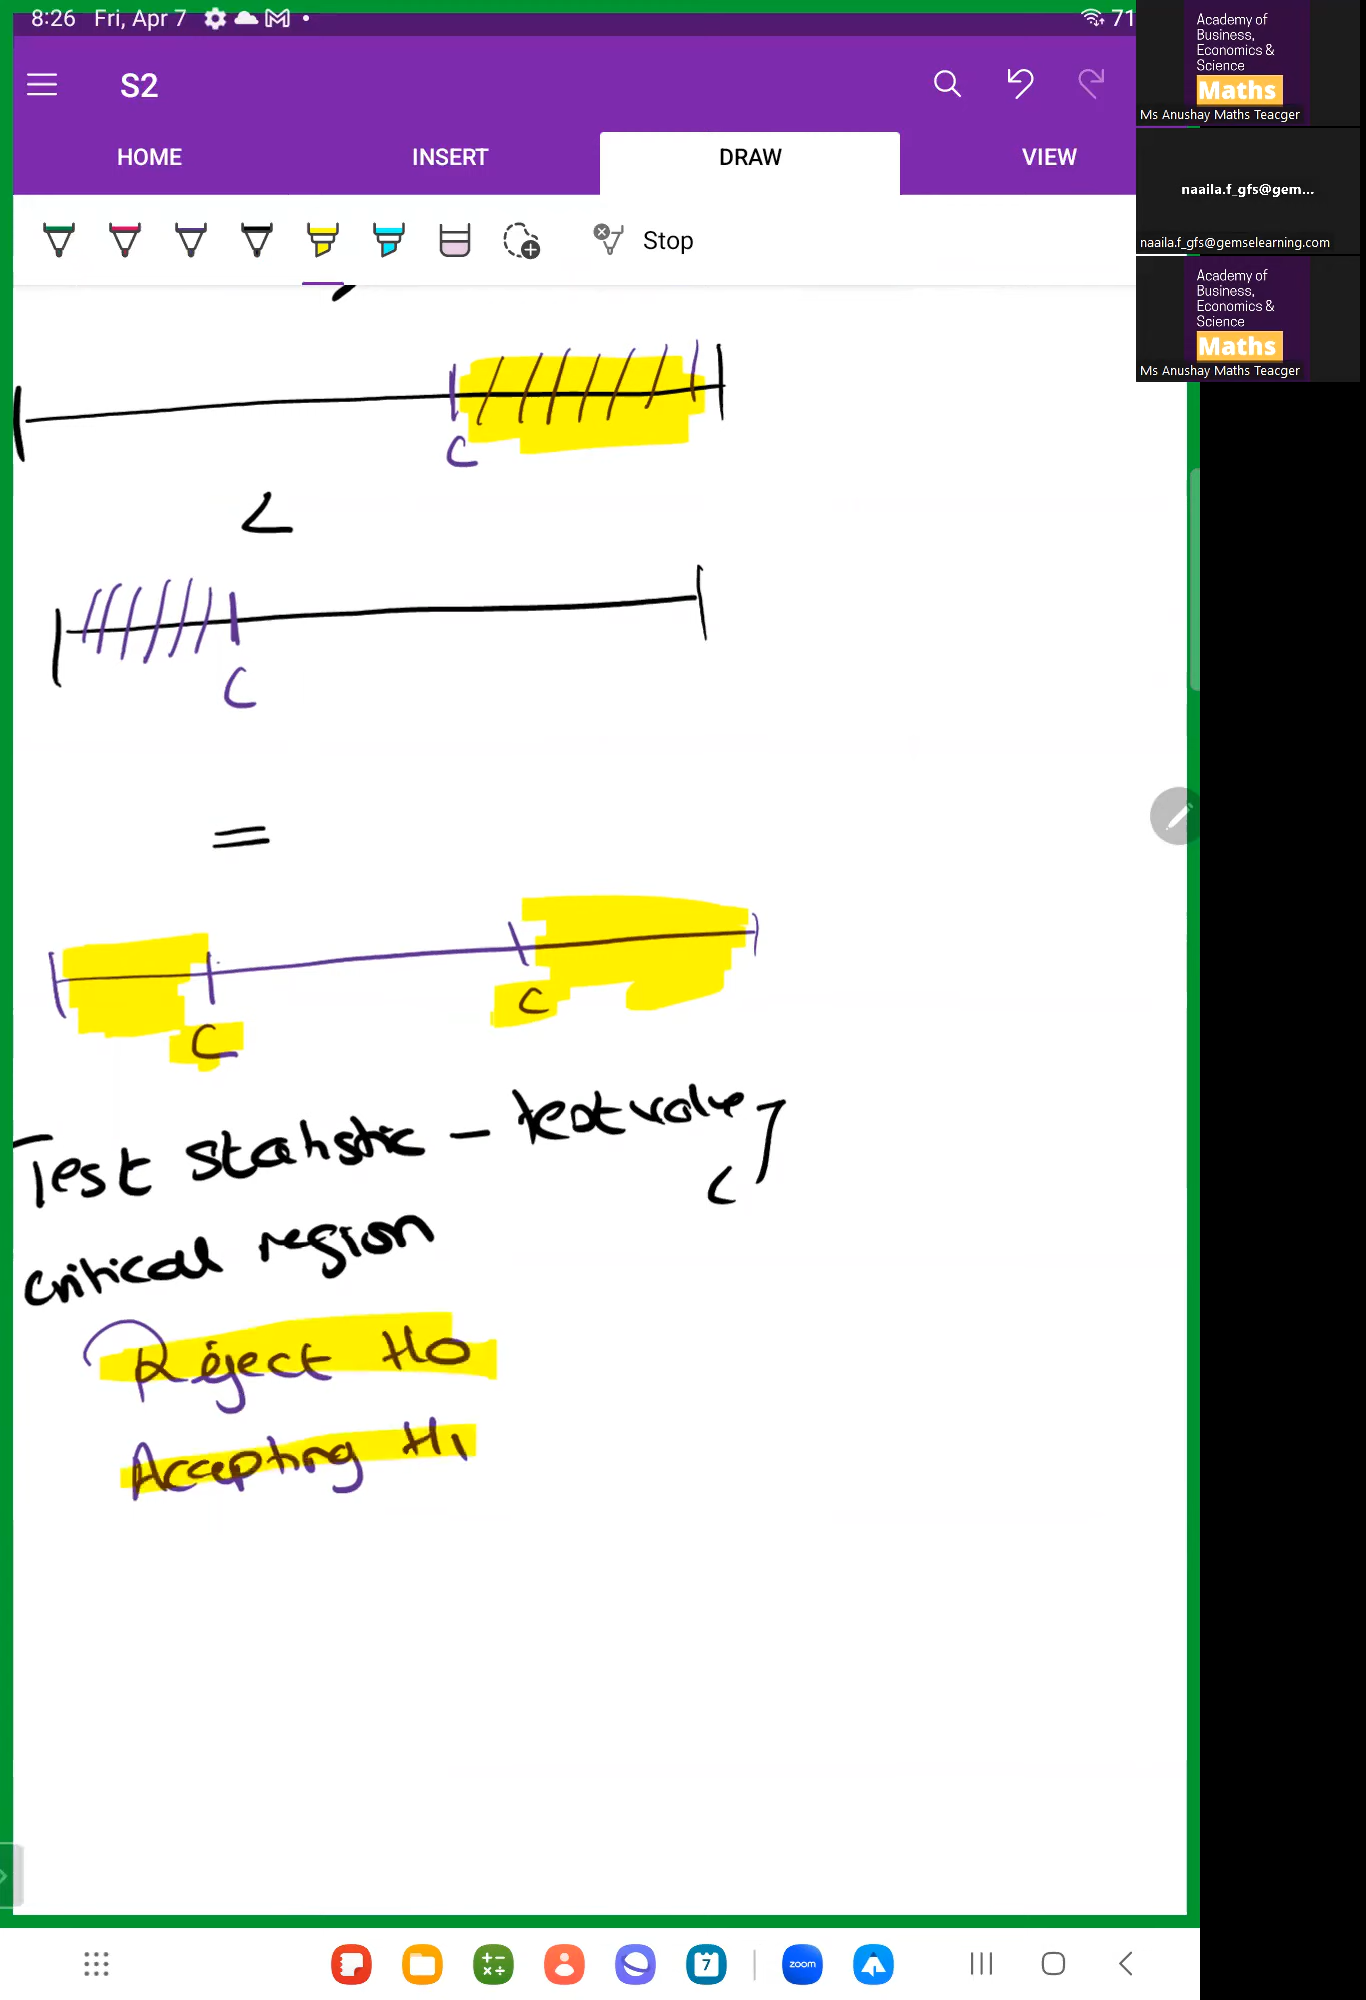 8:26 Fri, Apr 7
71
S2
HOME INSERT DRAW VIEW
Stop
Academy of
Business,
Economics &
Science
Maths
Ms Anushay Maths Teacger
naaila.f_gfs@gem...
naaila.f_gfs@gemselearning.com
Academy of
Business,
Economics &
Science
Maths
Ms Anushay Maths Teacger
C
<
C
=
C
C
Test statistic - test value
C
critical region
Reject H0
Accepting H1
7
zoom